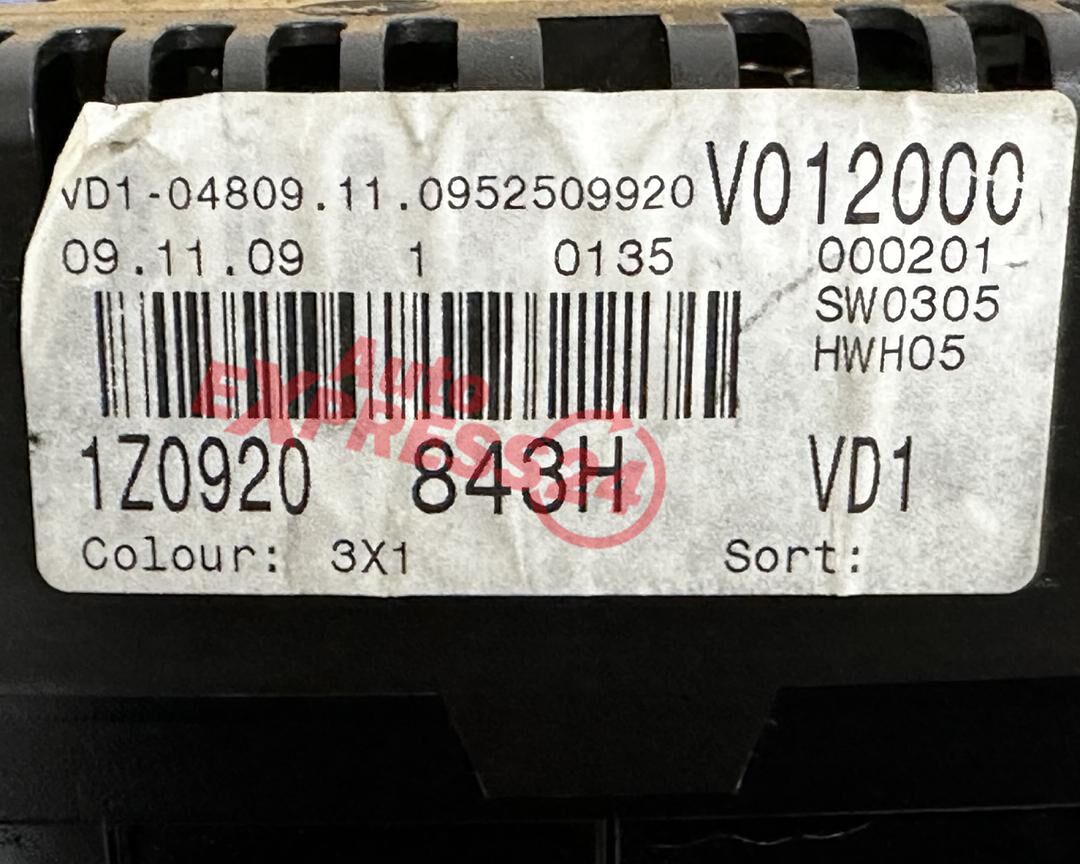 VD1-04809.11.0952509920 V012000
09.11.09 1 0135 000201
SW0305
HWH05
1Z0920 843H VD1
Colour: 3X1 Sort:
Auto
EXPRESS24